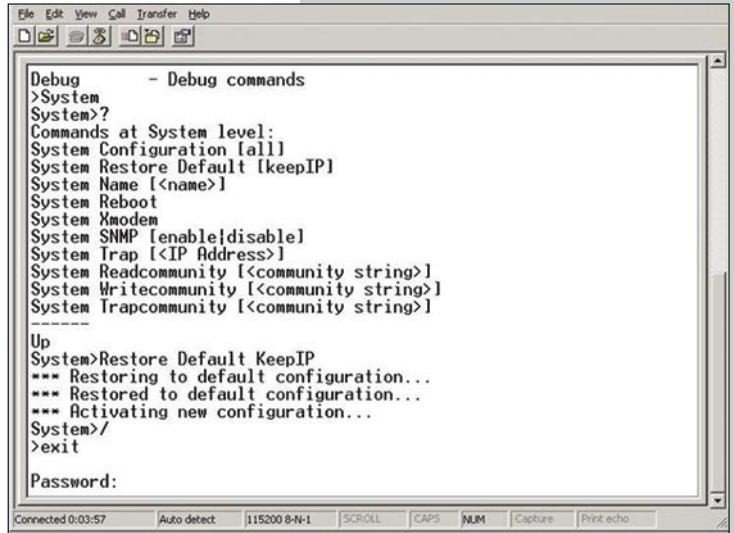 File Edit View Call Transfer Help
Debug - Debug commands
>System
System>?
Commands at System level:
System Configuration [all]
System Restore Default [keepIP]
System Name [<name>]
System Reboot
System Xmodem
System SNMP [enable|disable]
System Trap [<IP Address>]
System Readcommunity [<community string>]
System Writecommunity [<community string>]
System Trapcommunity [<community string>]
------
Up
System>Restore Default KeepIP
*** Restoring to default configuration...
*** Restored to default configuration...
*** Activating new configuration...
System>/
>exit
Password:
Connected 0:03:57 Auto detect 115200 8-N-1 SCROLL CAPS NUM Capture Print echo